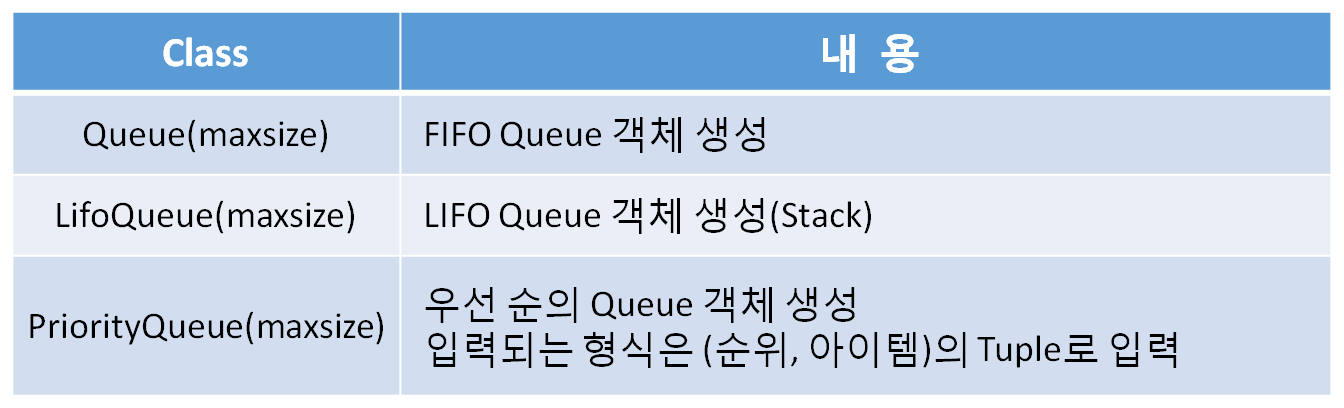 Class
내 용
Queue(maxsize)
FIFO Queue 객체 생성
LifoQueue(maxsize)
LIFO Queue 객체 생성(Stack)
PriorityQueue(maxsize)
우선 순의 Queue 객체 생성
입력되는 형식은 (순위, 아이템)의 Tuple로 입력